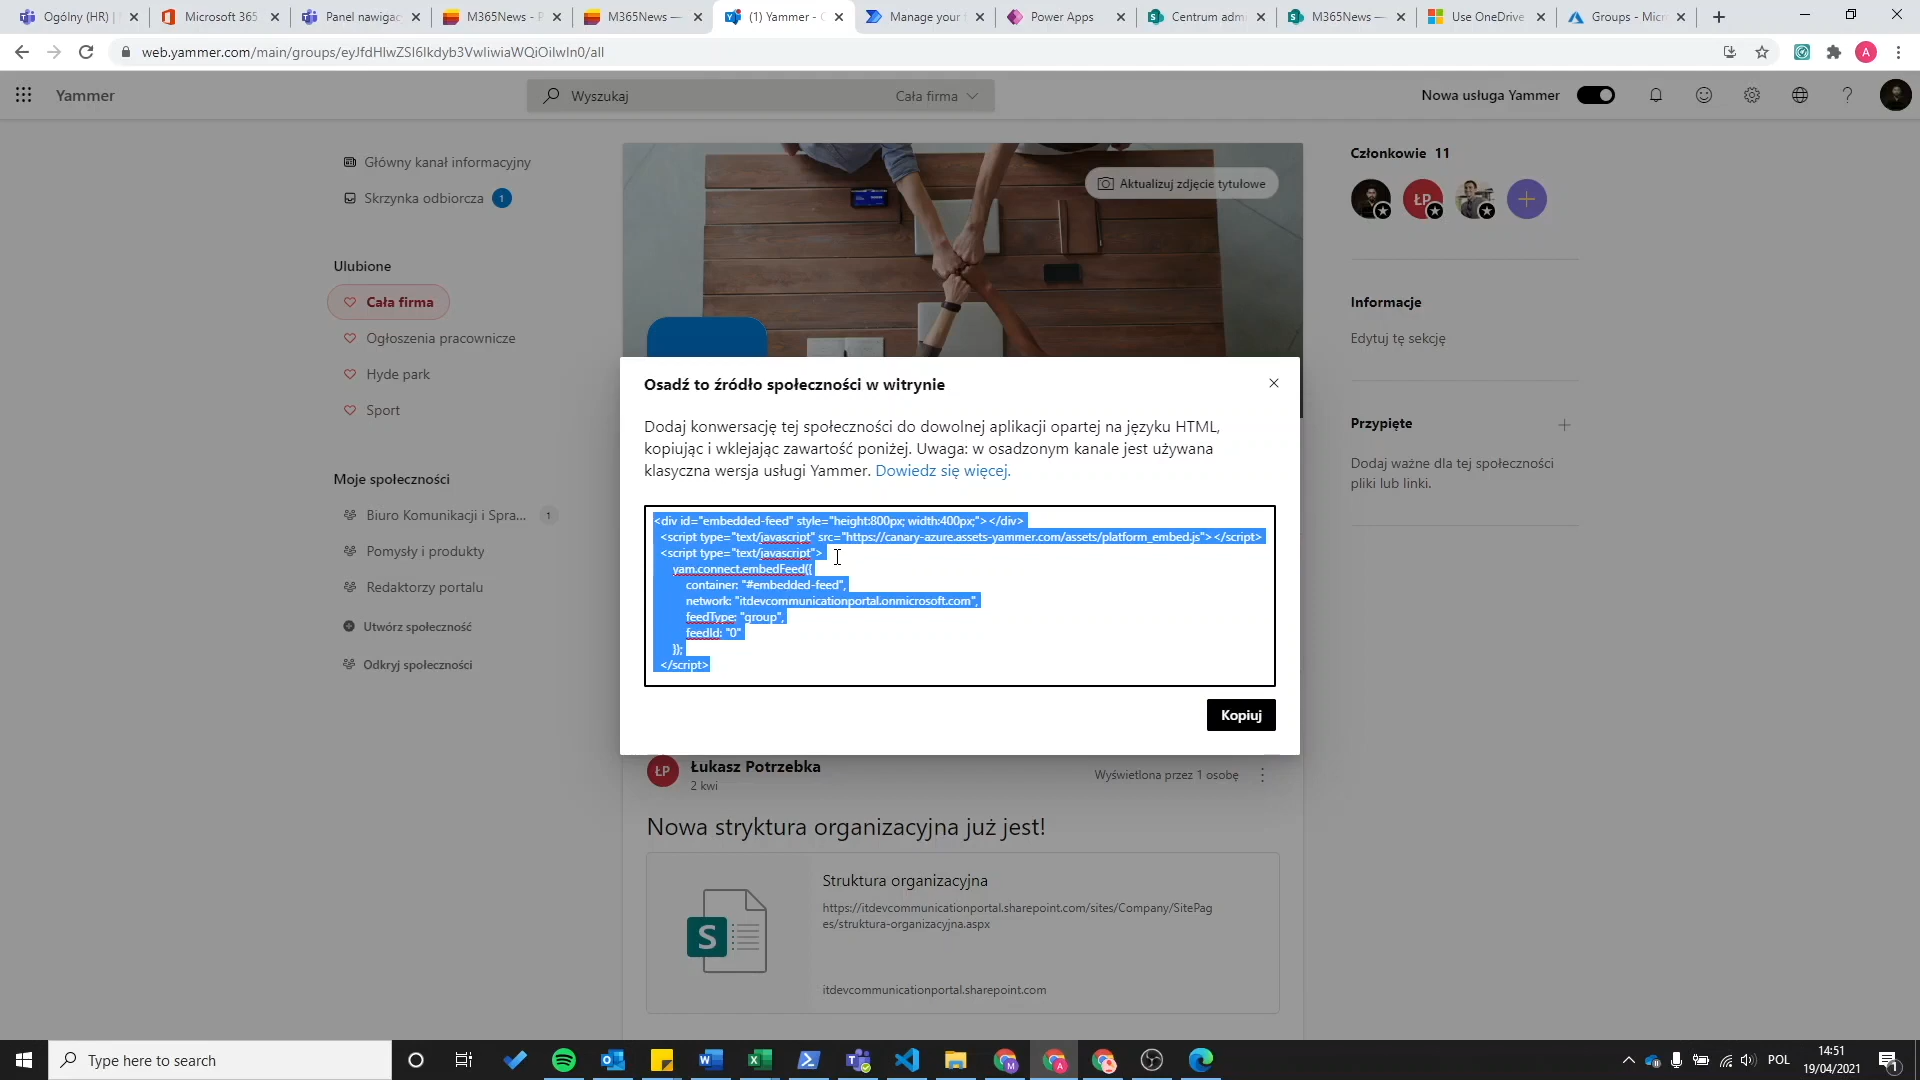 Ogólny (HR) |
Microsoft 365
Panel nawigac
M365News - P
M365News —
(1) Yammer - C
Manage your f
Power Apps
Centrum adm
M365News —
Use OneDrive
Groups - Micr
web.yammer.com/main/groups/eyJfdHlwZSI6Ikdyb3VwIiwiaWQiOiIwIn0/all
A
Yammer
Wyszukaj
Cała firma
Nowa usługa Yammer
Główny kanał informacyjny
Skrzynka odbiorcza 1
Ulubione
Cała firma
Ogłoszenia pracownicze
Hyde park
Sport
Moje społeczności
Biuro Komunikacji i Spra... 1
Pomysły i produkty
Redaktorzy portalu
Utwórz społeczność
Odkryj społeczności
Aktualizuj zdjęcie tytułowe
Członkowie 11
ŁP
Informacje
Edytuj tę sekcję
Przypięte
Dodaj ważne dla tej społeczności
pliki lub linki.
Osadź to źródło społeczności w witrynie
Dodaj konwersację tej społeczności do dowolnej aplikacji opartej na języku HTML,
kopiując i wklejając zawartość poniżej. Uwaga: w osadzonym kanale jest używana
klasyczna wersja usługi Yammer. Dowiedz się więcej.
<div id="embedded-feed" style="height:800px; width:400px;"></div>
<script type="text/javascript" src="https://canary-azure.assets-yammer.com/assets/platform_embed.js"></script>
<script type="text/javascript">
yam.connect.embedFeed({
container: "#embedded-feed",
network: "itdevcommunicationportal.onmicrosoft.com",
feedType: "group",
feedId: "0"
});
</script>
Kopiuj
ŁP
Łukasz Potrzebka
2 kwi
Wyświetlona przez 1 osobę
Nowa stryktura organizacyjna już jest!
S
Struktura organizacyjna
https://itdevcommunicationportal.sharepoint.com/sites/Company/SitePag
es/struktura-organizacyjna.aspx
itdevcommunicationportal.sharepoint.com
Type here to search
POL
14:51
19/04/2021
1